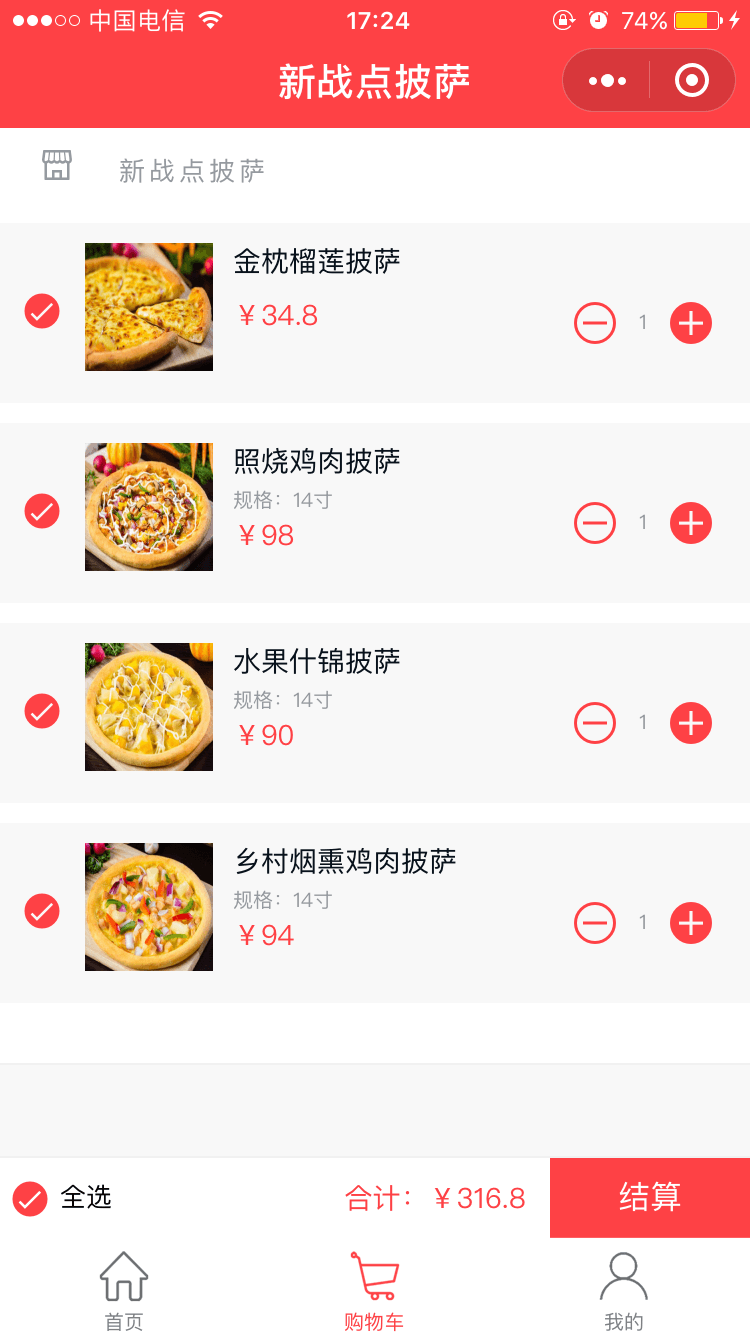 中国电信 17:24 74%
新战点披萨
新战点披萨
金枕榴莲披萨
¥34.8
1
照烧鸡肉披萨
规格：14寸
¥98
1
水果什锦披萨
规格：14寸
¥90
1
乡村烟熏鸡肉披萨
规格：14寸
¥94
1
全选 合计：¥316.8 结算
首页 购物车 我的